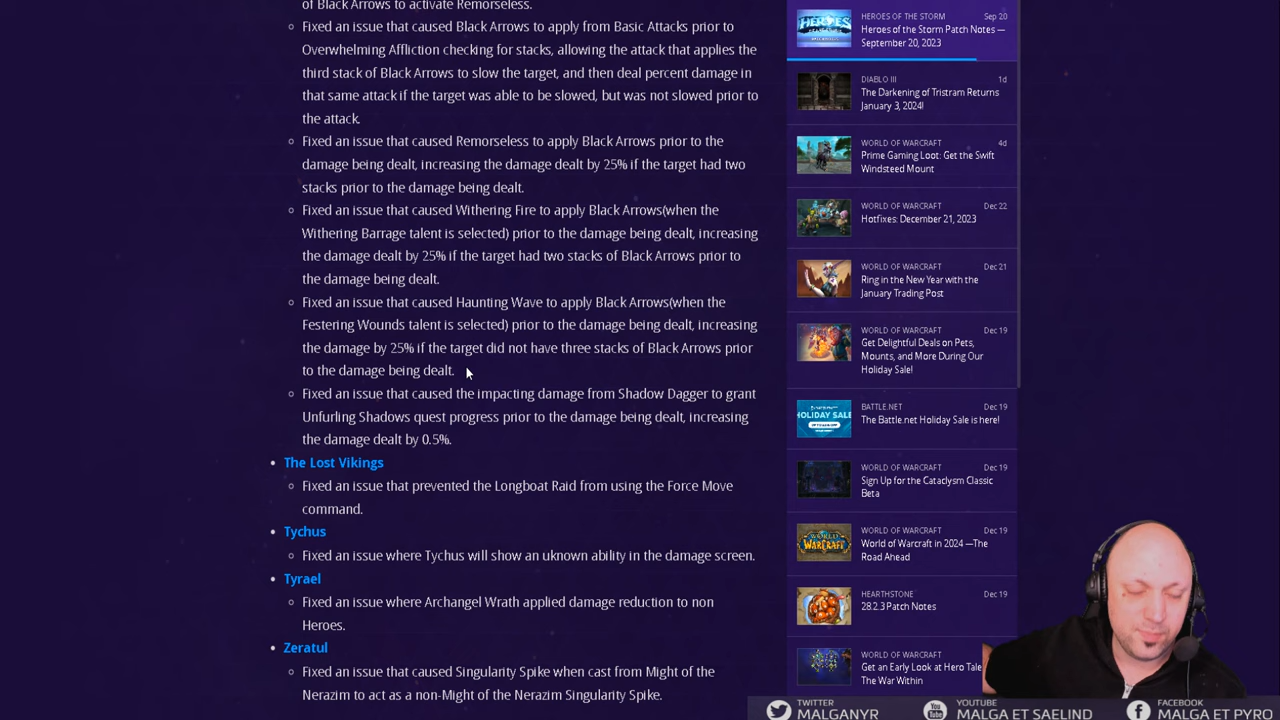 of Black Arrows to activate Remorseless.
Fixed an issue that caused Black Arrows to apply from Basic Attacks prior to
Overwhelming Affliction checking for stacks, allowing the attack that applies the
third stack of Black Arrows to slow the target, and then deal percent damage in
that same attack if the target was able to be slowed, but was not slowed prior to
the attack.
Fixed an issue that caused Remorseless to apply Black Arrows prior to the
damage being dealt, increasing the damage dealt by 25% if the target had two
stacks prior to the damage being dealt.
Fixed an issue that caused Withering Fire to apply Black Arrows(when the
Withering Barrage talent is selected) prior to the damage being dealt, increasing
the damage dealt by 25% if the target had two stacks of Black Arrows prior to
the damage being dealt.
Fixed an issue that caused Haunting Wave to apply Black Arrows(when the
Festering Wounds talent is selected) prior to the damage being dealt, increasing
the damage by 25% if the target did not have three stacks of Black Arrows prior
to the damage being dealt.
Fixed an issue that caused the impacting damage from Shadow Dagger to grant
Unfurling Shadows quest progress prior to the damage being dealt, increasing
the damage dealt by 0.5%.
The Lost Vikings
Fixed an issue that prevented the Longboat Raid from using the Force Move
command.
Tychus
Fixed an issue where Tychus will show an uknown ability in the damage screen.
Tyrael
Fixed an issue where Archangel Wrath applied damage reduction to non
Heroes.
Zeratul
Fixed an issue that caused Singularity Spike when cast from Might of the
Nerazim to act as a non-Might of the Nerazim Singularity Spike.
HEROES OF THE STORM Sep 20
Heroes of the Storm Patch Notes —
September 20, 2023
DIABLO III 1d
The Darkening of Tristram Returns
January 3, 2024!
WORLD OF WARCRAFT 4d
Prime Gaming Loot: Get the Swift
Windsteed Mount
WORLD OF WARCRAFT Dec 22
Hotfixes: December 21, 2023
WORLD OF WARCRAFT Dec 21
Ring in the New Year with the
January Trading Post
WORLD OF WARCRAFT Dec 19
Get Delightful Deals on Pets,
Mounts, and More During Our
Holiday Sale!
BATTLE.NET Dec 19
The Battle.net Holiday Sale is here!
WORLD OF WARCRAFT Dec 19
Sign Up for the Cataclysm Classic
Beta
WORLD OF WARCRAFT Dec 19
World of Warcraft in 2024 —The
Road Ahead
HEARTHSTONE Dec 19
28.2.3 Patch Notes
WORLD OF WARCRAFT
Get an Early Look at Hero Tale
The War Within
HEROES
HOLIDAY SALE
WORLD WARCRAFT
TWITTER
MALGANYR
YOUTUBE
MALGA ET SAELIND
FACEBOOK
MALGA ET PYRO